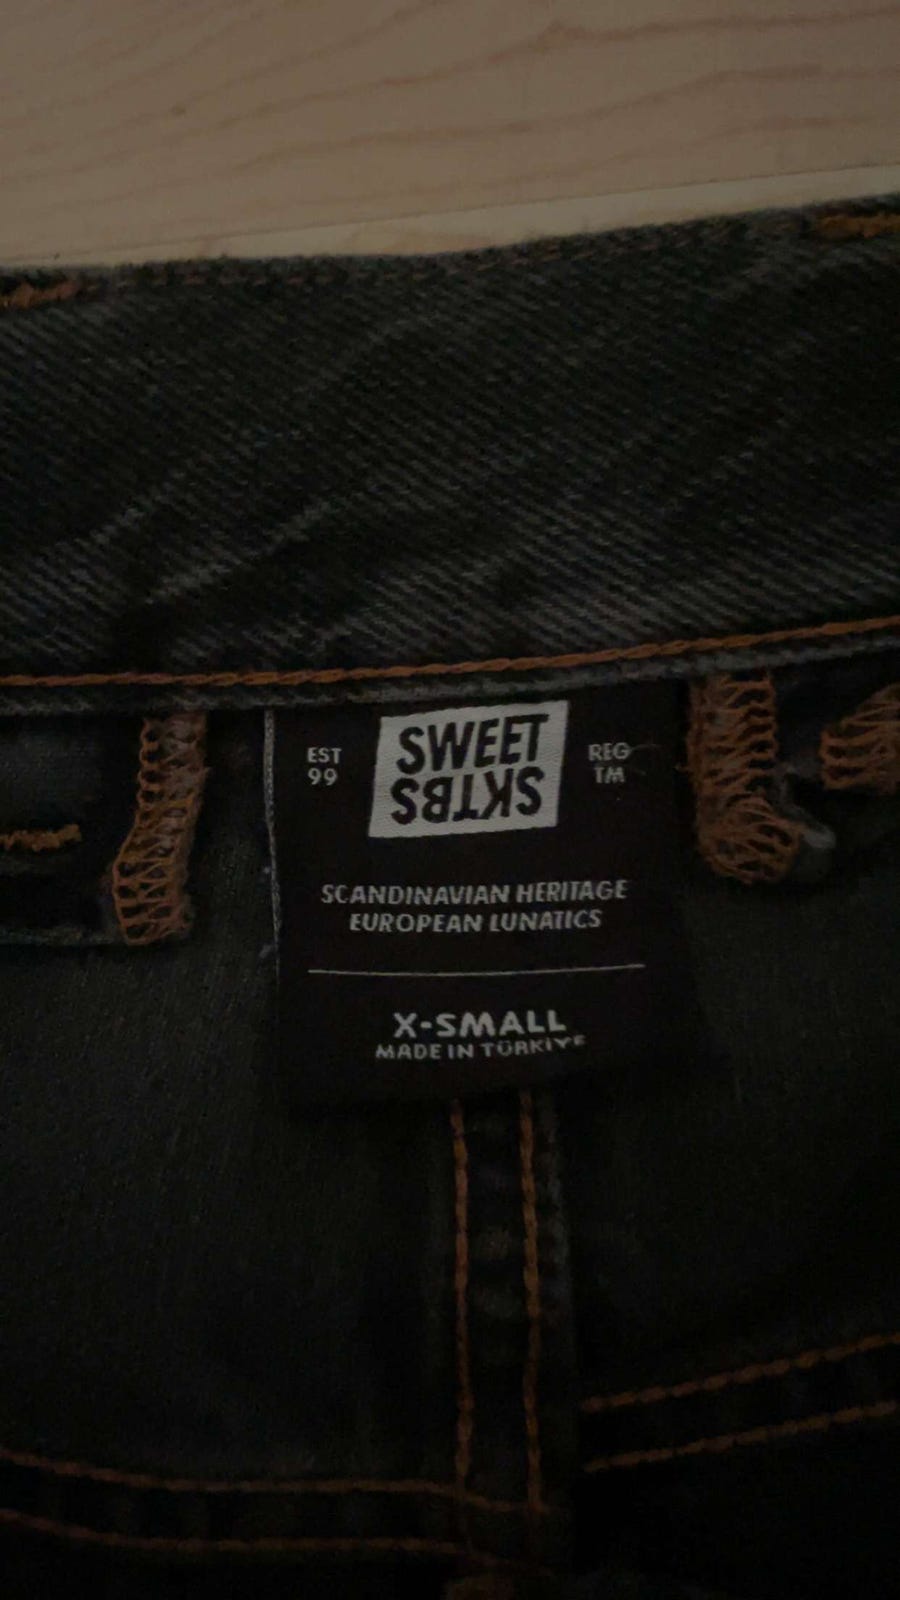 EST
99
SWEET
SKTBS
REG
TM
SCANDINAVIAN HERITAGE
EUROPEAN LUNATICS
X-SMALL
MADE IN TÜRKIYE